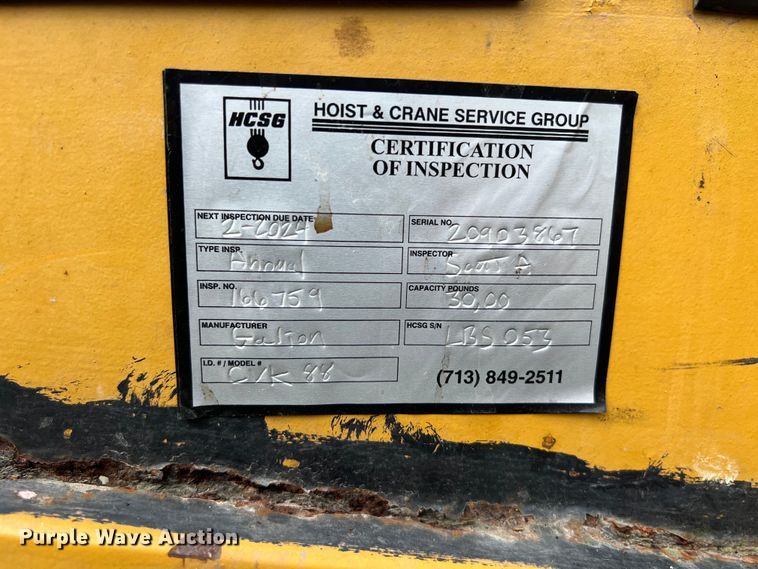 HCSG
HOIST & CRANE SERVICE GROUP
CERTIFICATION
OF INSPECTION
NEXT INSPECTION DUE DATE
2-2024
SERIAL NO.
20903867
TYPE INSP.
Annual
INSPECTOR
Scott A
INSP. NO.
166759
CAPACITY POUNDS
30,00
MANUFACTURER
Galion
HCSG S/N
LBS 053
I.D. # / MODEL #
88
(713) 849-2511
Purple Wave Auction